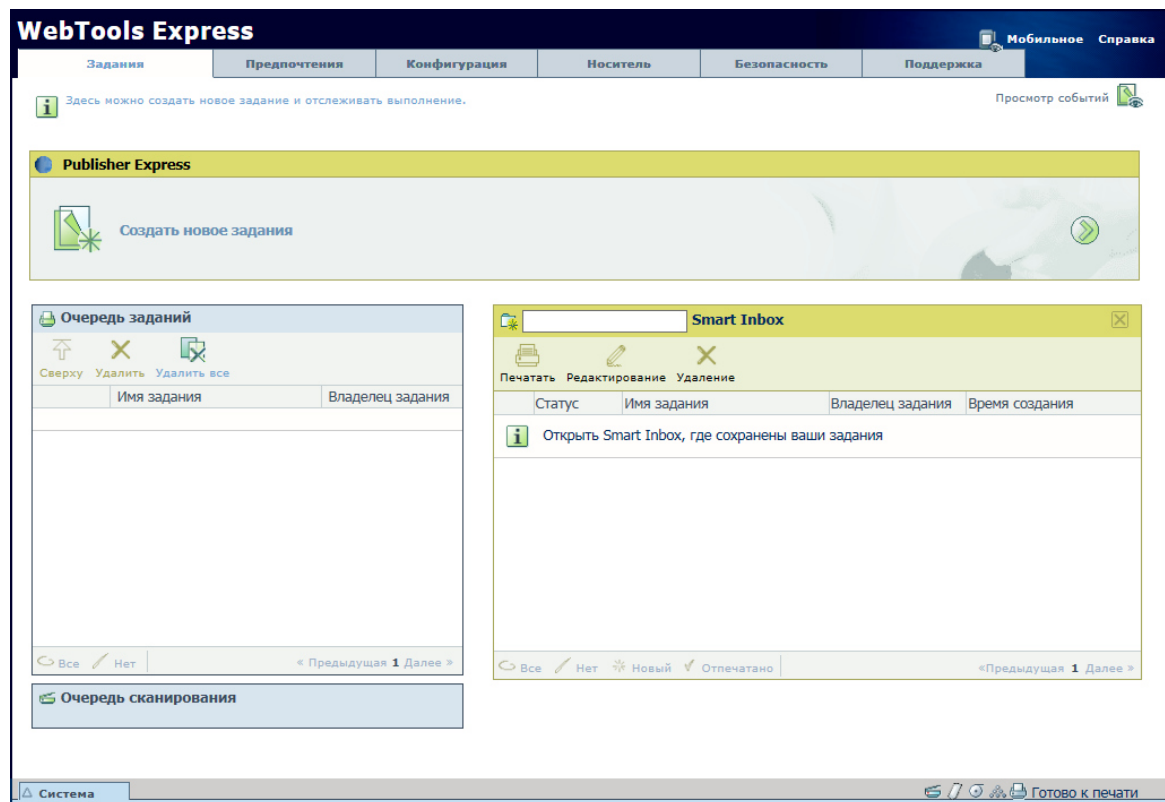 WebTools Express
Мобильное Справка
Задания Предпочтения Конфигурация Носитель Безопасность Поддержка
Здесь можно создать новое задание и отслеживать выполнение.
Просмотр событий
Publisher Express
Создать новое задания
Очередь заданий
Сверху Удалить Удалить все
Имя задания Владелец задания
« Предыдущая 1 Далее »
Все Нет
Очередь сканирования
Smart Inbox
Печатать Редактирование Удаление
Статус Имя задания Владелец задания Время создания
Открыть Smart Inbox, где сохранены ваши задания
Все Нет Новый Отпечатано
«Предыдущая 1 Далее »
Система
Готово к печати